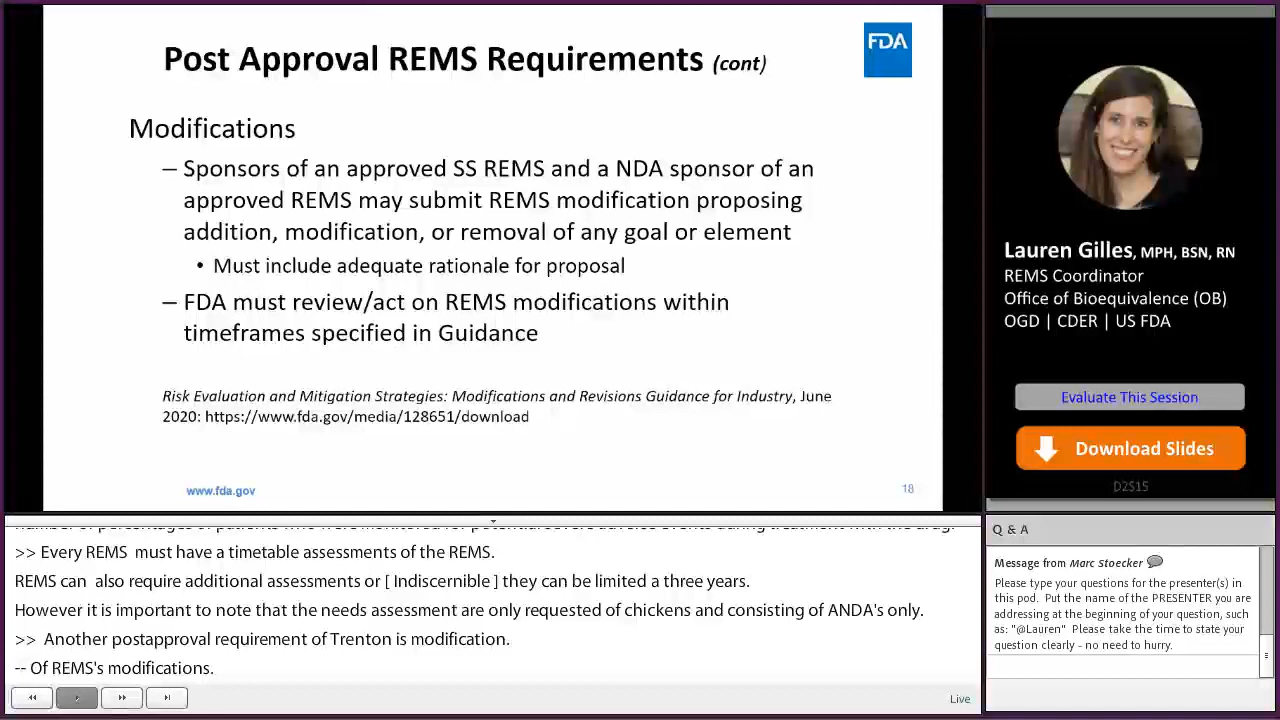 Post Approval REMS Requirements (cont)
FDA
Modifications
– Sponsors of an approved SS REMS and a NDA sponsor of an
approved REMS may submit REMS modification proposing
addition, modification, or removal of any goal or element
• Must include adequate rationale for proposal
– FDA must review/act on REMS modifications within
timeframes specified in Guidance
Risk Evaluation and Mitigation Strategies: Modifications and Revisions Guidance for Industry, June
2020: https://www.fda.gov/media/128651/download
www.fda.gov
18
Lauren Gilles, MPH, BSN, RN
REMS Coordinator
Office of Bioequivalence (OB)
OGD | CDER | US FDA
Evaluate This Session
Download Slides
D2S15
>> Every REMS must have a timetable assessments of the REMS.
REMS can also require additional assessments or [ Indiscernible ] they can be limited a three years.
However it is important to note that the needs assessment are only requested of chickens and consisting of ANDA's only.
>> Another postapproval requirement of Trenton is modification.
-- Of REMS's modifications.
Live
Q & A
Message from Marc Stoecker
Please type your questions for the presenter(s) in
this pod. Put the name of the PRESENTER you are
addressing at the beginning of your question, such
as: "@Lauren" Please take the time to state your
question clearly - no need to hurry.